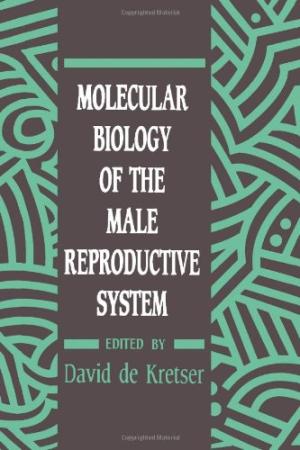 MOLECULAR
BIOLOGY
OF THE
MALE
REPRODUCTIVE
SYSTEM
EDITED BY
David de Kretser